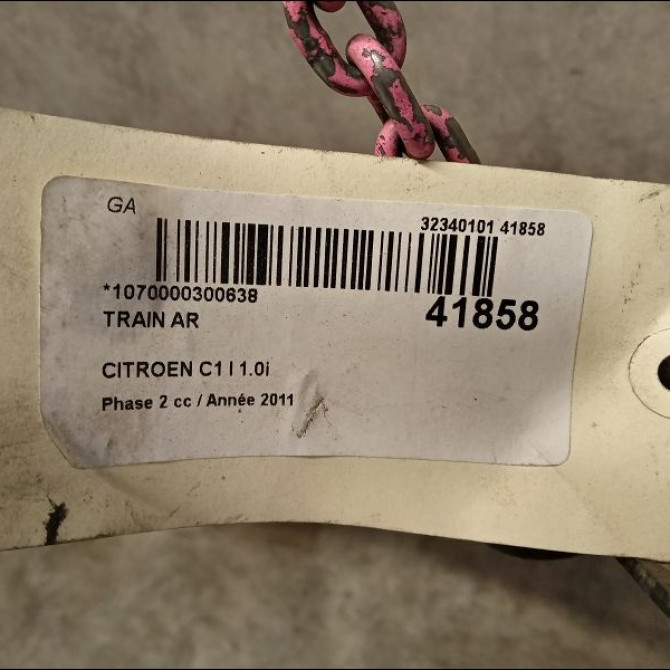 GA
32340101 41858
*1070000300638
41858
TRAIN AR
CITROEN C1 I 1.0i
Phase 2 cc / Année 2011